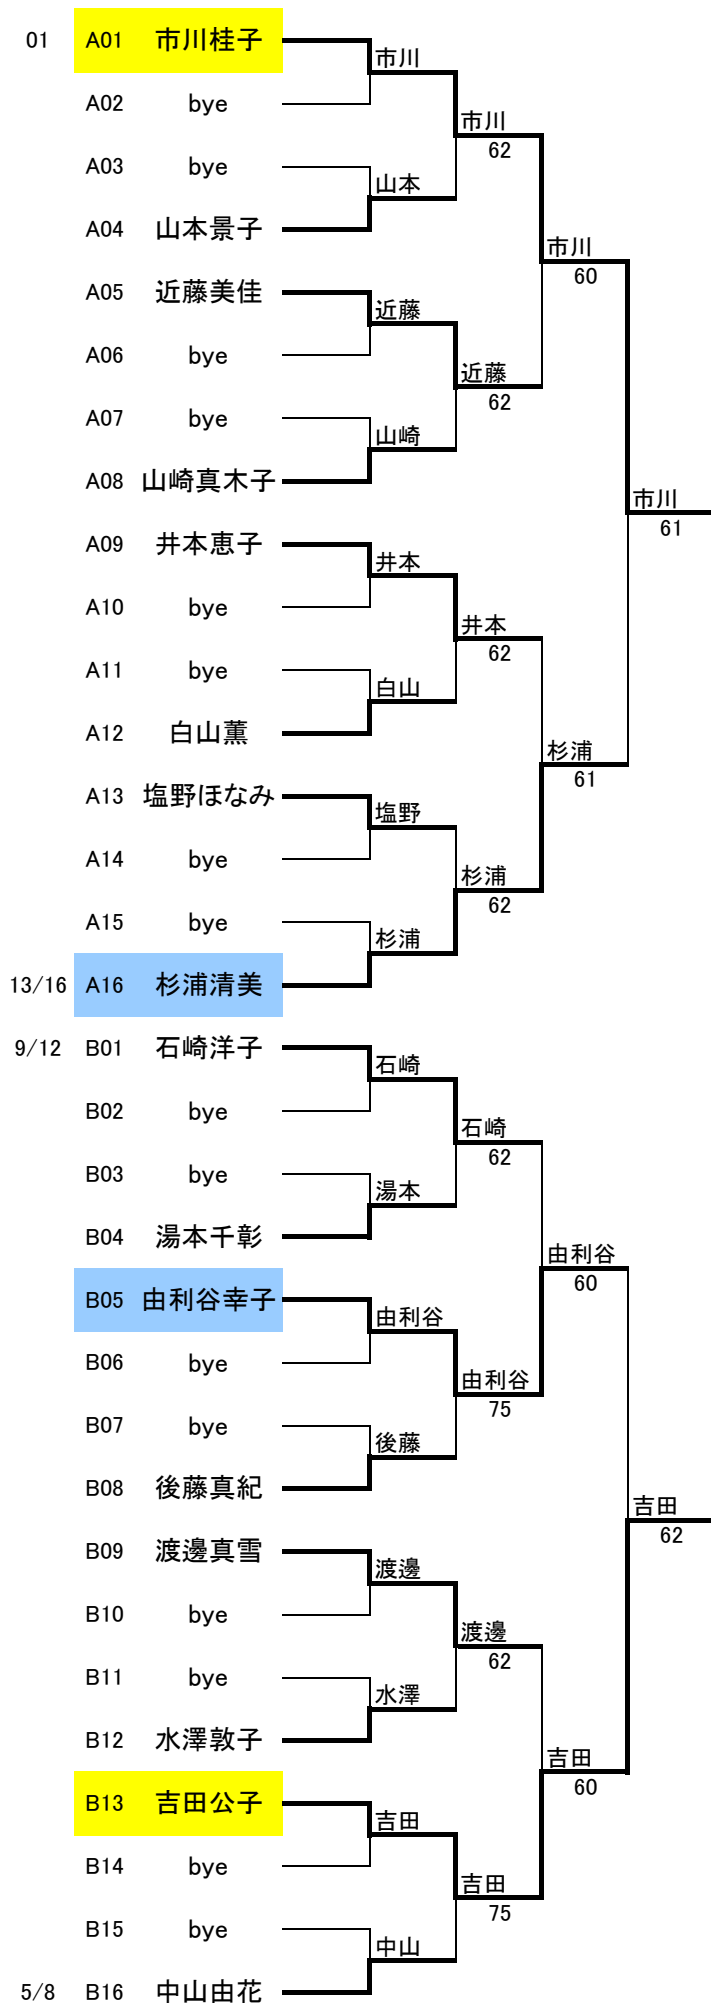 01 A01 市川桂子
市川
A02 bye
市川
62
A03 bye
山本
A04 山本景子
市川
60
A05 近藤美佳
近藤
A06 bye
近藤
62
A07 bye
山崎
A08 山崎真木子
市川
61
A09 井本恵子
井本
A10 bye
井本
62
A11 bye
白山
A12 白山薫
杉浦
61
A13 塩野ほなみ
塩野
A14 bye
杉浦
62
A15 bye
杉浦
13/16 A16 杉浦清美
9/12 B01 石崎洋子
石崎
B02 bye
石崎
62
B03 bye
湯本
B04 湯本千彰
由利谷
60
B05 由利谷幸子
由利谷
B06 bye
由利谷
75
B07 bye
後藤
B08 後藤真紀
吉田
62
B09 渡邊真雪
渡邊
B10 bye
渡邊
62
B11 bye
水澤
B12 水澤敦子
吉田
60
B13 吉田公子
吉田
B14 bye
吉田
75
B15 bye
中山
5/8 B16 中山由花